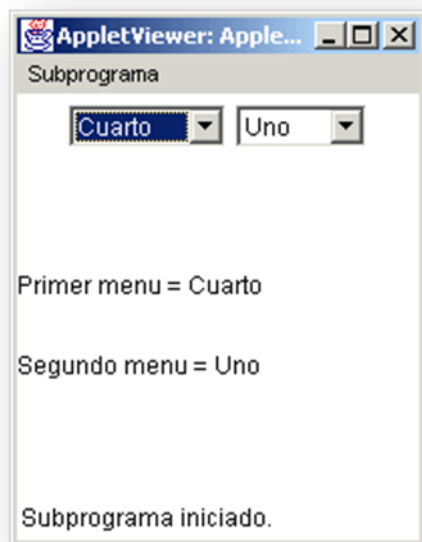 AppletViewer: Apple...
Subprograma
Cuarto Uno
Primer menu = Cuarto
Segundo menu = Uno
Subprograma iniciado.